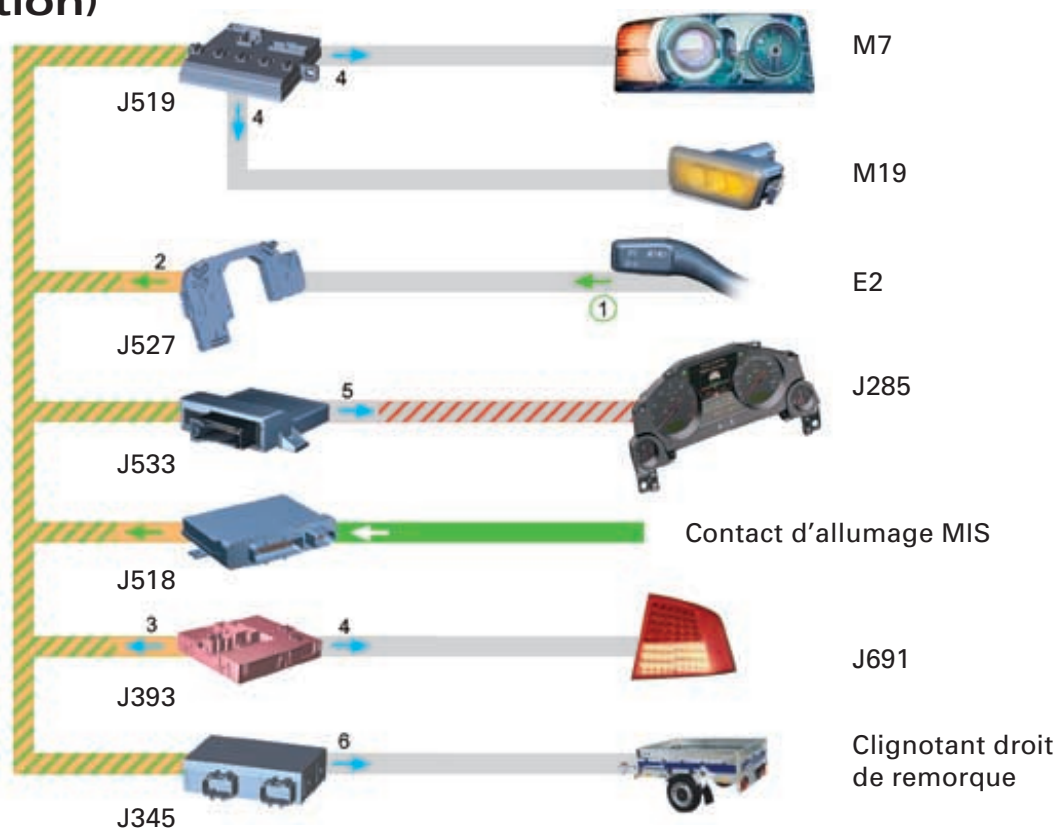 tion)
M7
4
J519
4
M19
2
E2
1
J527
J285
5
J533
Contact d'allumage MIS
J518
3
4
J691
J393
6
Clignotant droit
de remorque
J345